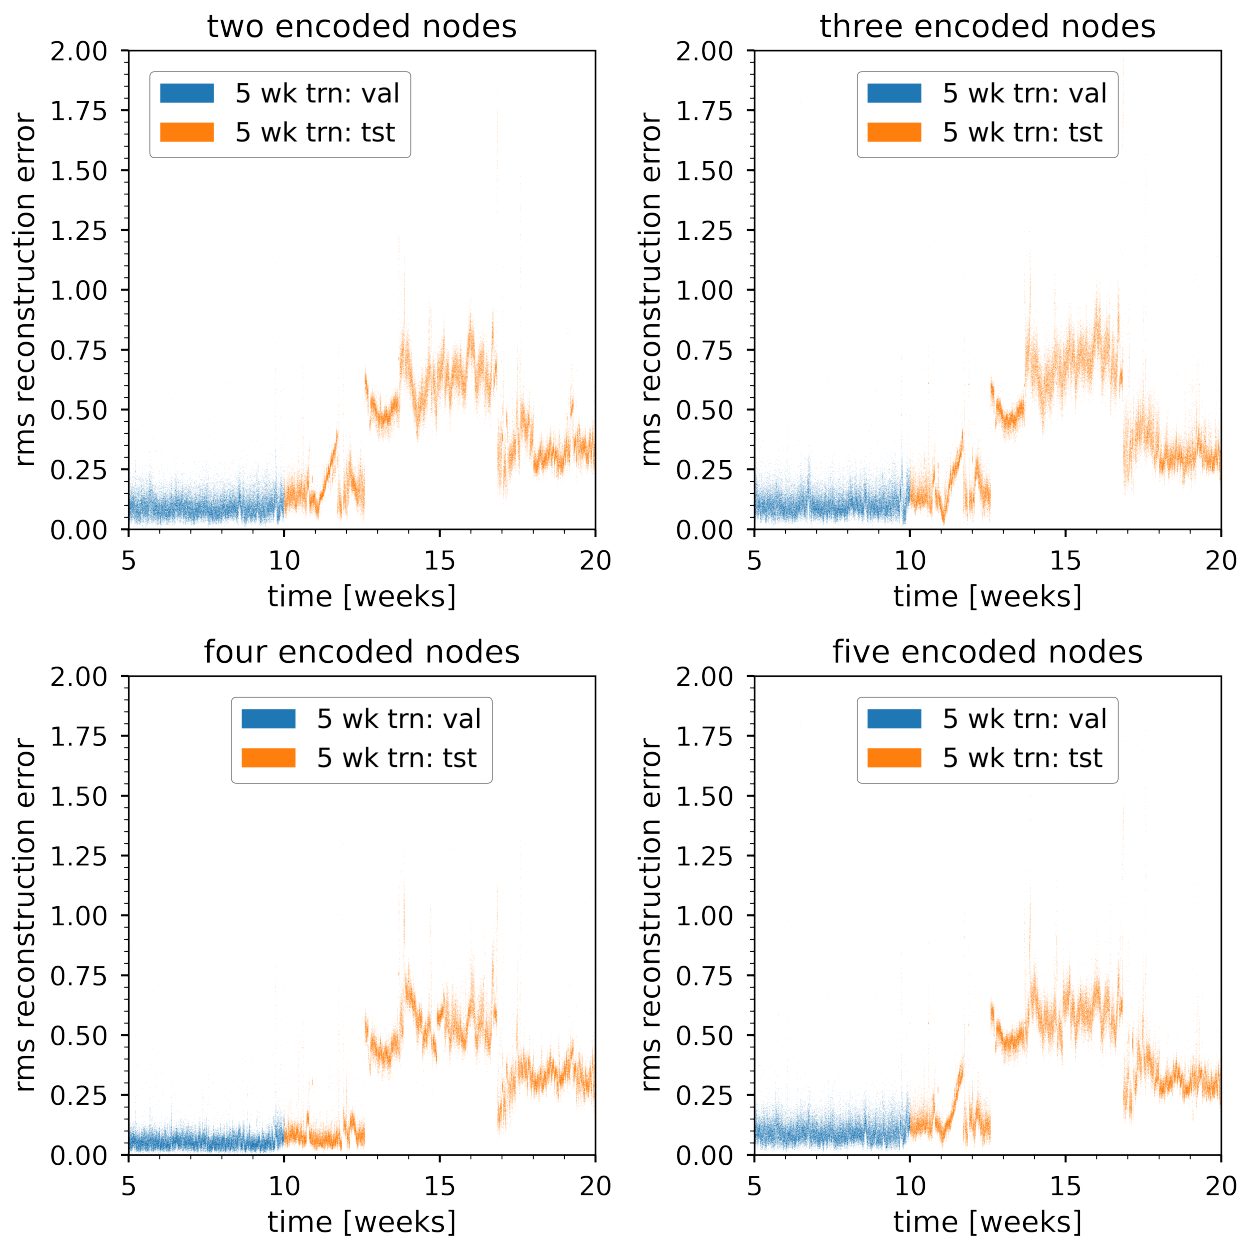 two encoded nodes
2.00
1.75
1.50
1.25
1.00
0.75
0.50
0.25
0.00
rms reconstruction error
5 wk trn: val
5 wk trn: tst
5 10 15 20
time [weeks]
three encoded nodes
2.00
1.75
1.50
1.25
1.00
0.75
0.50
0.25
0.00
rms reconstruction error
5 wk trn: val
5 wk trn: tst
5 10 15 20
time [weeks]
four encoded nodes
2.00
1.75
1.50
1.25
1.00
0.75
0.50
0.25
0.00
rms reconstruction error
5 wk trn: val
5 wk trn: tst
5 10 15 20
time [weeks]
five encoded nodes
2.00
1.75
1.50
1.25
1.00
0.75
0.50
0.25
0.00
rms reconstruction error
5 wk trn: val
5 wk trn: tst
5 10 15 20
time [weeks]